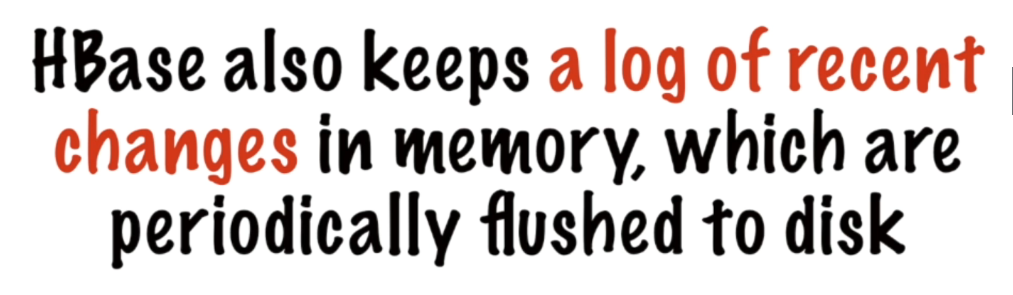 HBase also keeps a log of recent
changes in memory, which are
periodically flushed to disk